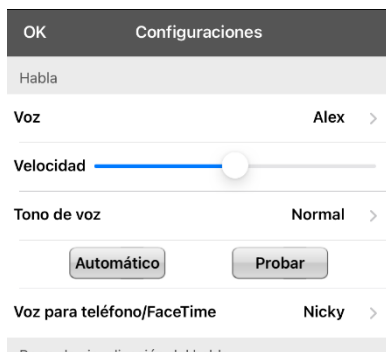 OK Configuraciones
Habla
Voz Alex
Velocidad
Tono de voz Normal
Automático Probar
Voz para teléfono/FaceTime Nicky